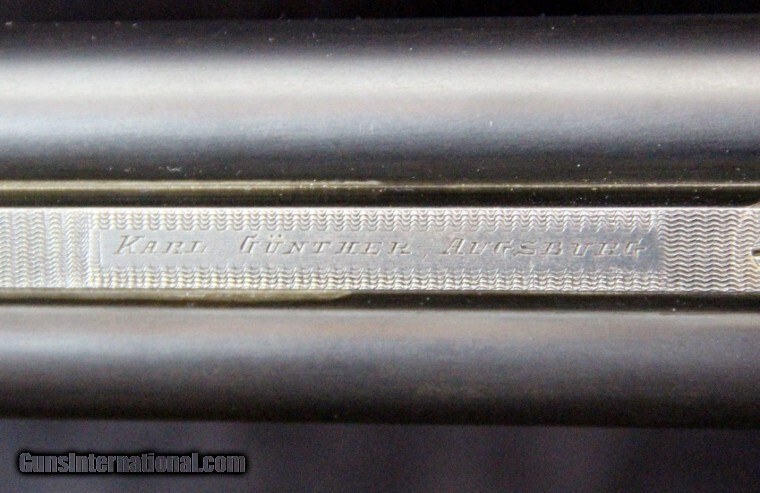 KARL GÜNTHER AUGSBURG
GunsInternational.com